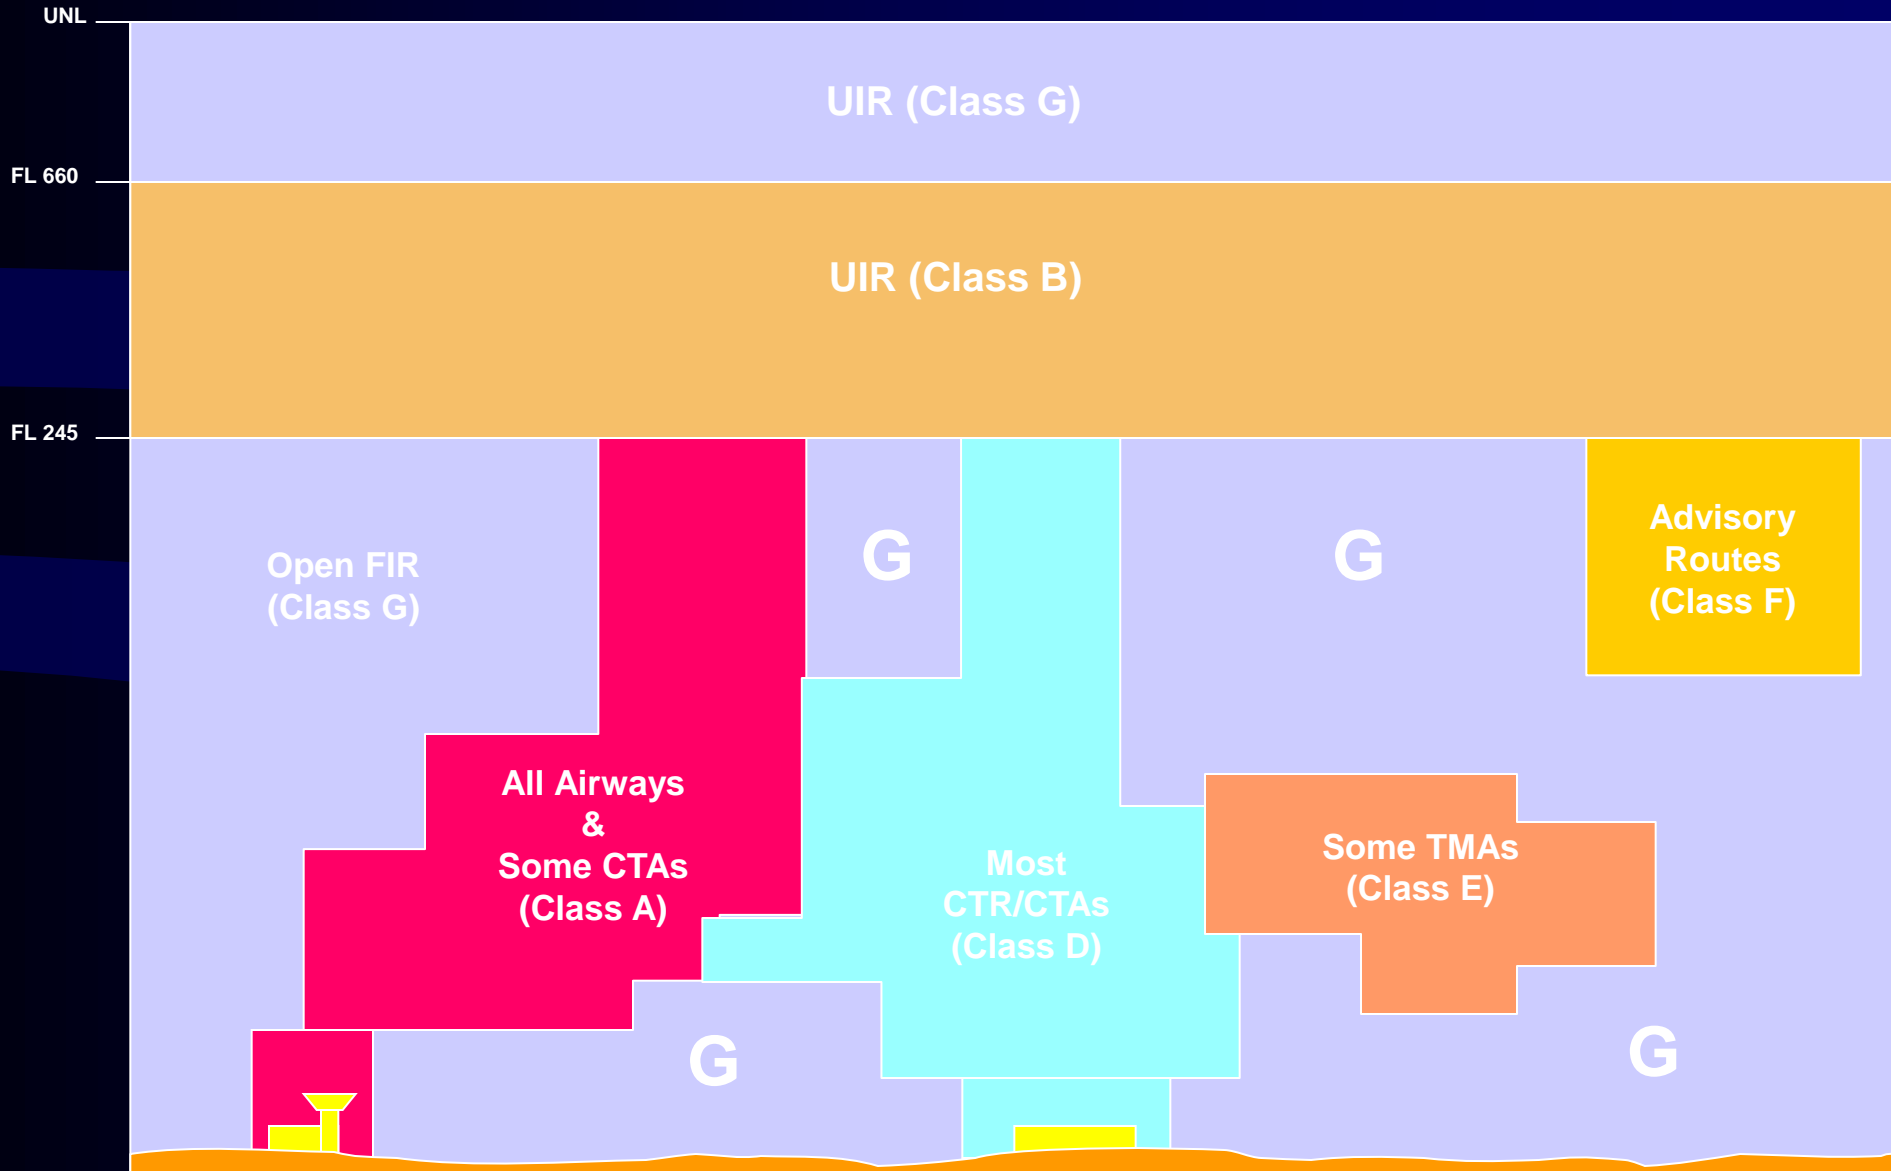 UNL
UIR (Class G)
FL 660
UIR (Class B)
FL 245
Open FIR
(Class G)
G
G
Advisory
Routes
(Class F)
All Airways
&
Some CTAs
(Class A)
Most
CTR/CTAs
(Class D)
Some TMAs
(Class E)
G
G